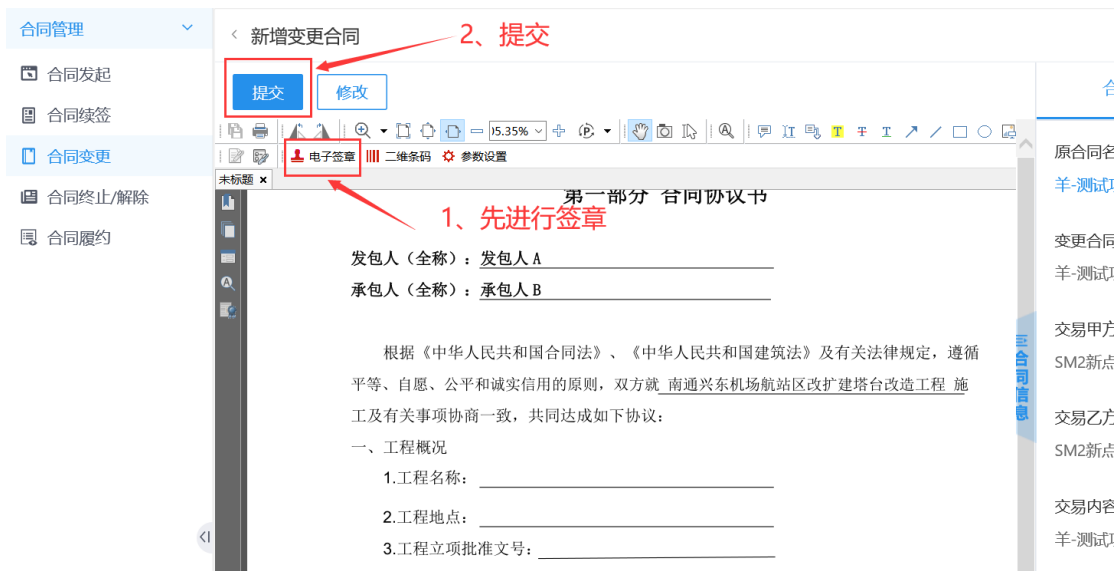 合同管理
合同发起
合同续签
合同变更
合同终止/解除
合同履约
新增变更合同
2、提交
提交
修改
35.35%
电子签章
二维条码
参数设置
未标题
1、先进行签章
第一部分 合同协议书
发包人（全称）：发包人 A
承包人（全称）：承包人 B
根据《中华人民共和国合同法》、《中华人民共和国建筑法》及有关法律规定，遵循
平等、自愿、公平和诚实信用的原则，双方就 南通兴东机场航站区改扩建塔台改造工程 施
工及有关事项协商一致，共同达成如下协议：
一、工程概况
1.工程名称：
2.工程地点：
3.工程立项批准文号：
合同信息
合
原合同名
羊-测试
变更合同
羊-测试
交易甲方
SM2新点
交易乙方
SM2新点
交易内容
羊-测试